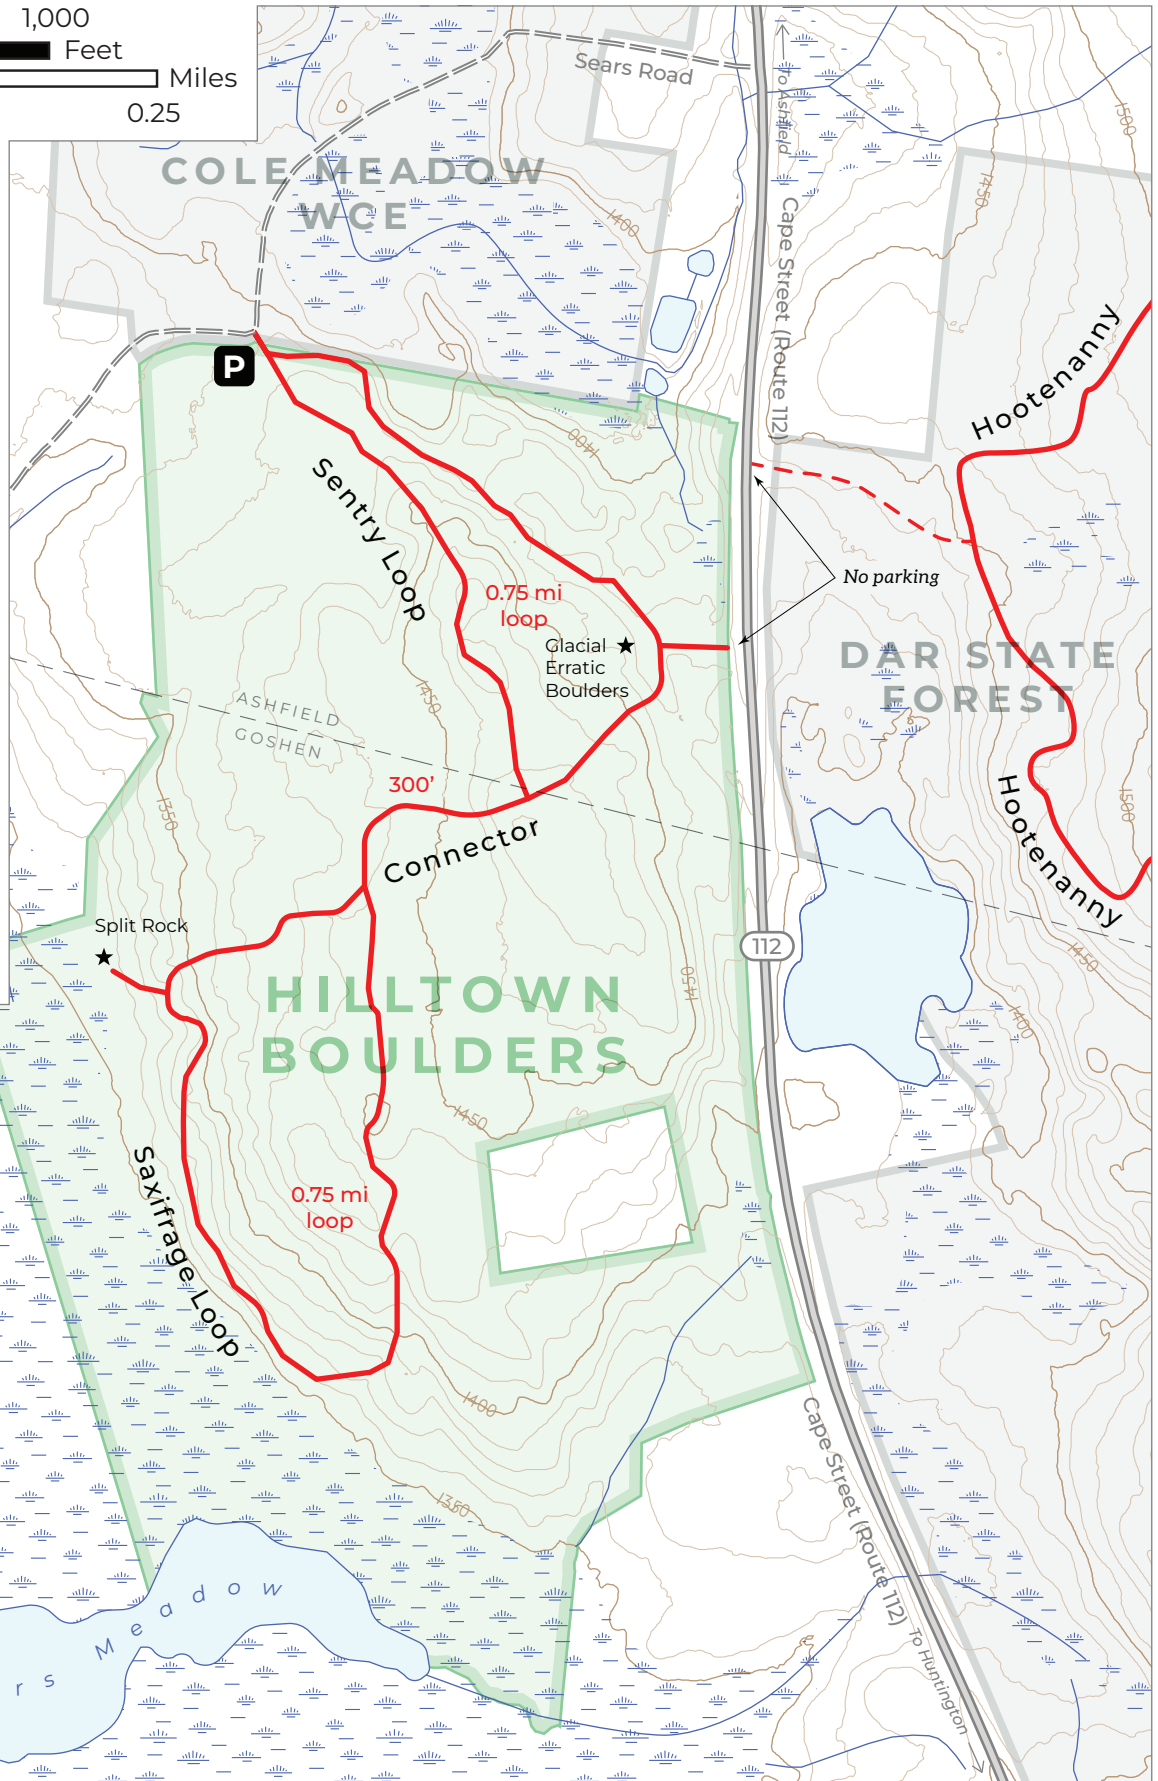 1,000
Feet
Miles
0.25
Sears Road
to Ashfield
1500
COLE MEADOW
WCE
1450
1400
Cape Street (Route 112)
P
Hootenanny
1400
Sentry Loop
0.75 mi
loop
No parking
Glacial
Erratic
Boulders
DAR STATE
FOREST
1450
ASHFIELD
GOSHEN
300'
1350
Hootenanny
1500
Connector
Split Rock
112
1450
1450
1400
HILLTOWN
BOULDERS
1450
Saxifrage Loop
0.75 mi
loop
1400
Cape Street (Route 112)
1350
rs Meadow
To Huntington